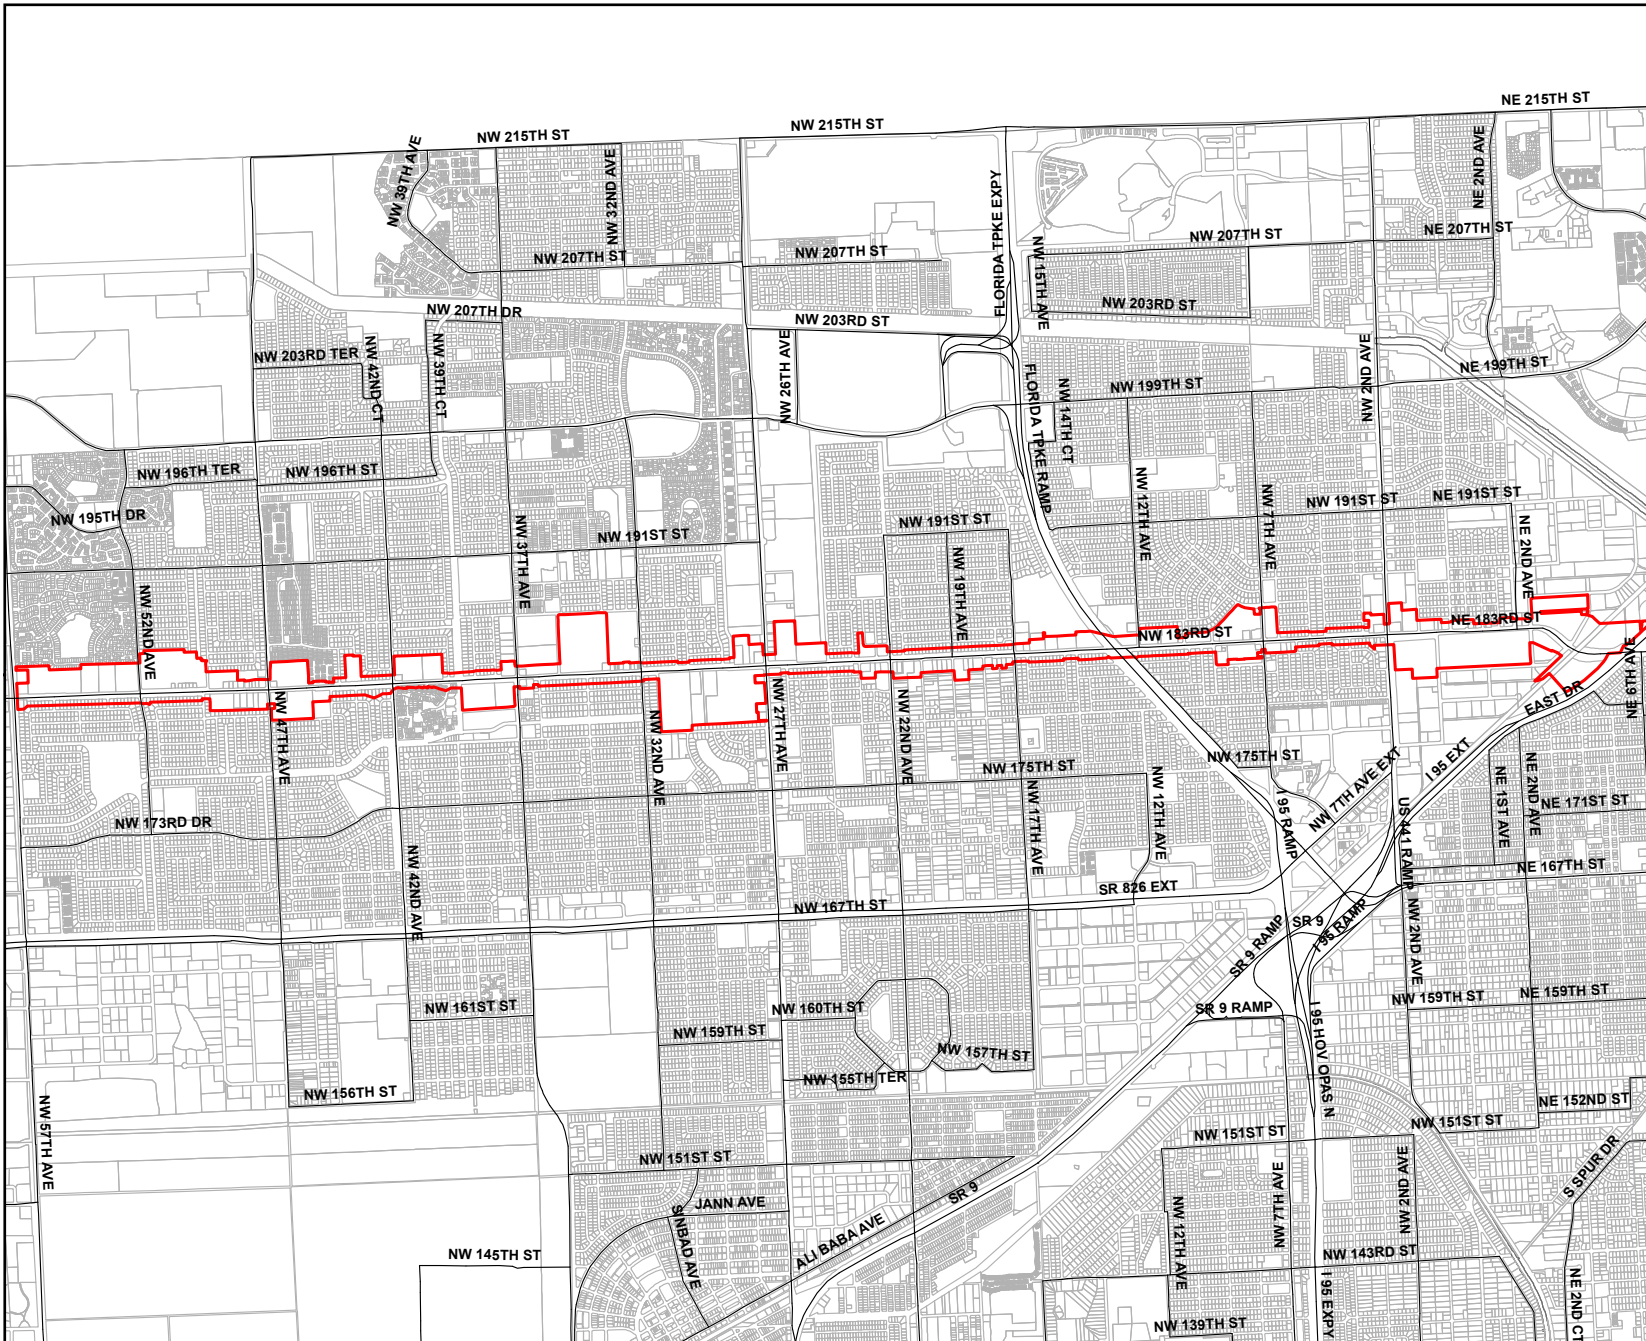 NE 215TH ST
NW 215TH ST
NW 215TH ST
NW 39TH AVE
NW 32ND AVE
NE 2ND AVE
FLORIDA TPKE EXPY
NE 207TH ST
NW 207TH ST
NW 207TH ST
NW 207TH ST
NW 15TH AVE
NW 203RD ST
NW 207TH DR
NW 203RD ST
NW 203RD TER
NW 42ND CT
NW 39TH CT
NW 26TH AVE
NW 2ND AVE
NE 199TH ST
NW 199TH ST
FLORIDA TPKE RAMP
NW 14TH CT
NW 196TH TER
NW 196TH ST
NW 195TH DR
NW 12TH AVE
NW 7TH AVE
NW 191ST ST
NE 191ST ST
NE 2ND AVE
NW 37TH AVE
NW 191ST ST
NW 191ST ST
NW 19TH AVE
NW 52ND AVE
NW 183RD ST
NE 183RD ST
NE 6TH AVE
EAST DR
NW 47TH AVE
NW 32ND AVE
NW 27TH AVE
NW 22ND AVE
NW 175TH ST
NW 175TH ST
NW 17TH AVE
NW 12TH AVE
I 95 RAMP
NW 7TH AVE EXT
I 95 EXT
US 441 RAMP
NE 1ST AVE
NE 2ND AVE
NE 171ST ST
NW 173RD DR
NW 42ND AVE
NE 167TH ST
SR 826 EXT
NW 167TH ST
SR 9 RAMP
SR 9
I 95 RAMP
NW 2ND AVE
NW 161ST ST
NW 160TH ST
NW 159TH ST
NW 157TH ST
SR 9 RAMP
I 95 HOV OPAS N
NW 159TH ST
NE 159TH ST
NW 155TH TER
NW 156TH ST
NW 57TH AVE
NE 152ND ST
NW 151ST ST
NW 151ST ST
NW 151ST ST
S SPUR DR
JANN AVE
SINBAD AVE
ALI BABA AVE
SR 9
NW 12TH AVE
NW 7TH AVE
NW 2ND AVE
NW 145TH ST
NW 143RD ST
I 95 EXPY
NE 2ND CT
NW 139TH ST